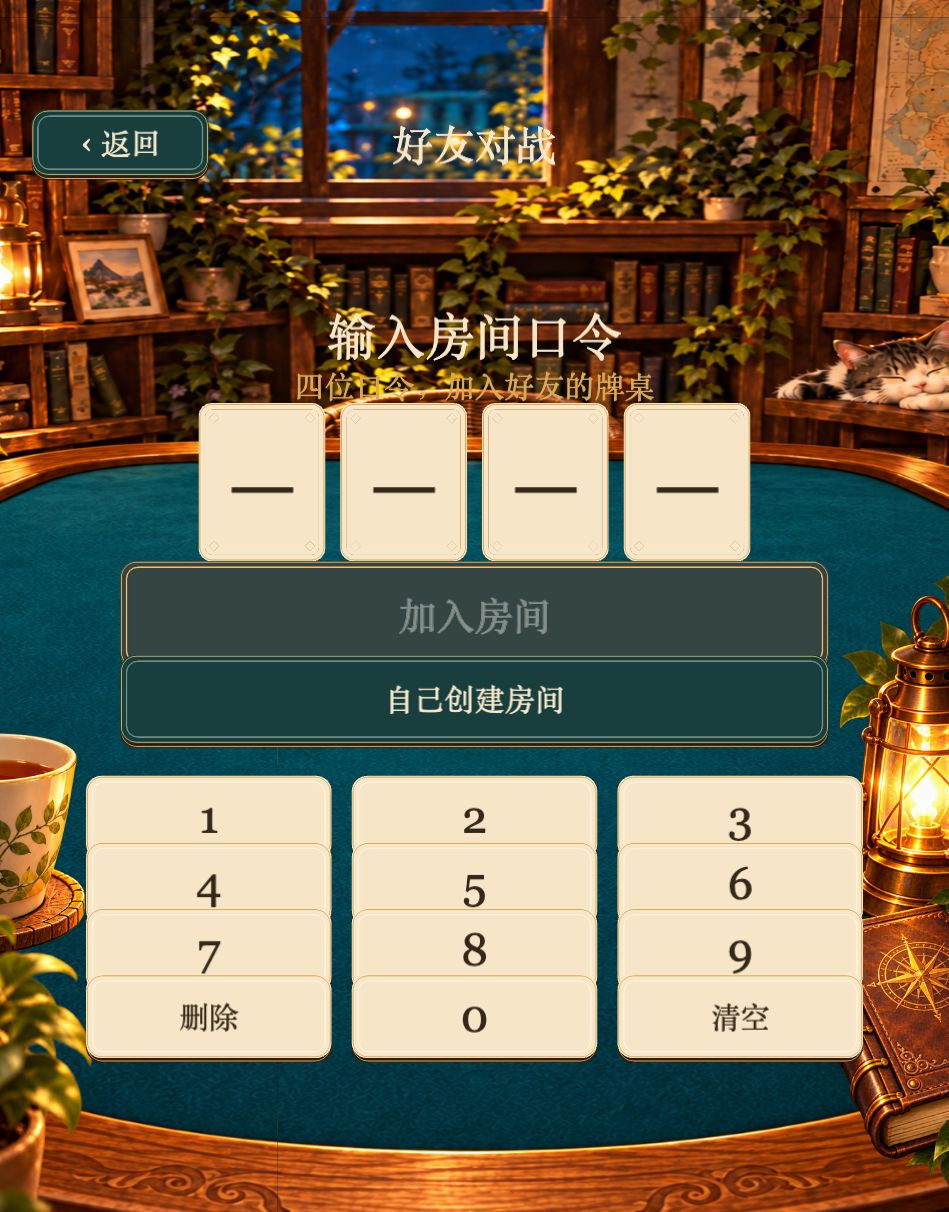 ‹ 返回
好友对战
输入房间口令
四位口令，加入好友的牌桌
— — — —
加入房间
自己创建房间
1 2 3
4 5 6
7 8 9
删除 0 清空